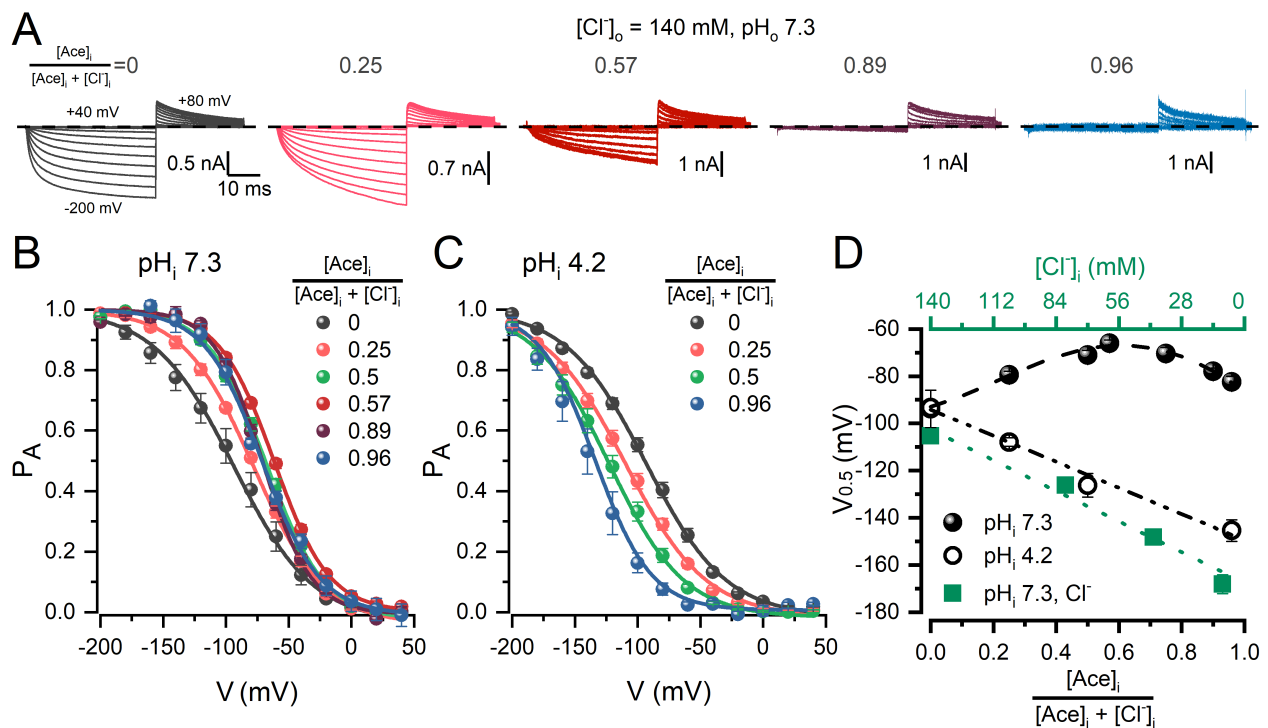 A
[Cl⁻]ₒ = 140 mM, pHₒ 7.3
[Ace]ᵢ
[Ace]ᵢ + [Cl⁻]ᵢ
=0
0.25
0.57
0.89
0.96
+40 mV
+80 mV
-200 mV
0.5 nA
10 ms
0.7 nA
1 nA
1 nA
1 nA
B
pHᵢ 7.3
[Ace]ᵢ
[Ace]ᵢ + [Cl⁻]ᵢ
0
0.25
0.5
0.57
0.89
0.96
1.0
0.8
0.6
0.4
0.2
0.0
P_A
-200
-150
-100
-50
0
50
V (mV)
C
pHᵢ 4.2
[Ace]ᵢ
[Ace]ᵢ + [Cl⁻]ᵢ
0
0.25
0.5
0.96
1.0
0.8
0.6
0.4
0.2
0.0
P_A
-200
-150
-100
-50
0
50
V (mV)
D
[Cl⁻]ᵢ (mM)
140
112
84
56
28
0
-60
-80
-100
-120
-140
-160
-180
V₀.₅ (mV)
pHᵢ 7.3
pHᵢ 4.2
pHᵢ 7.3, Cl⁻
0.0
0.2
0.4
0.6
0.8
1.0
[Ace]ᵢ
[Ace]ᵢ + [Cl⁻]ᵢ